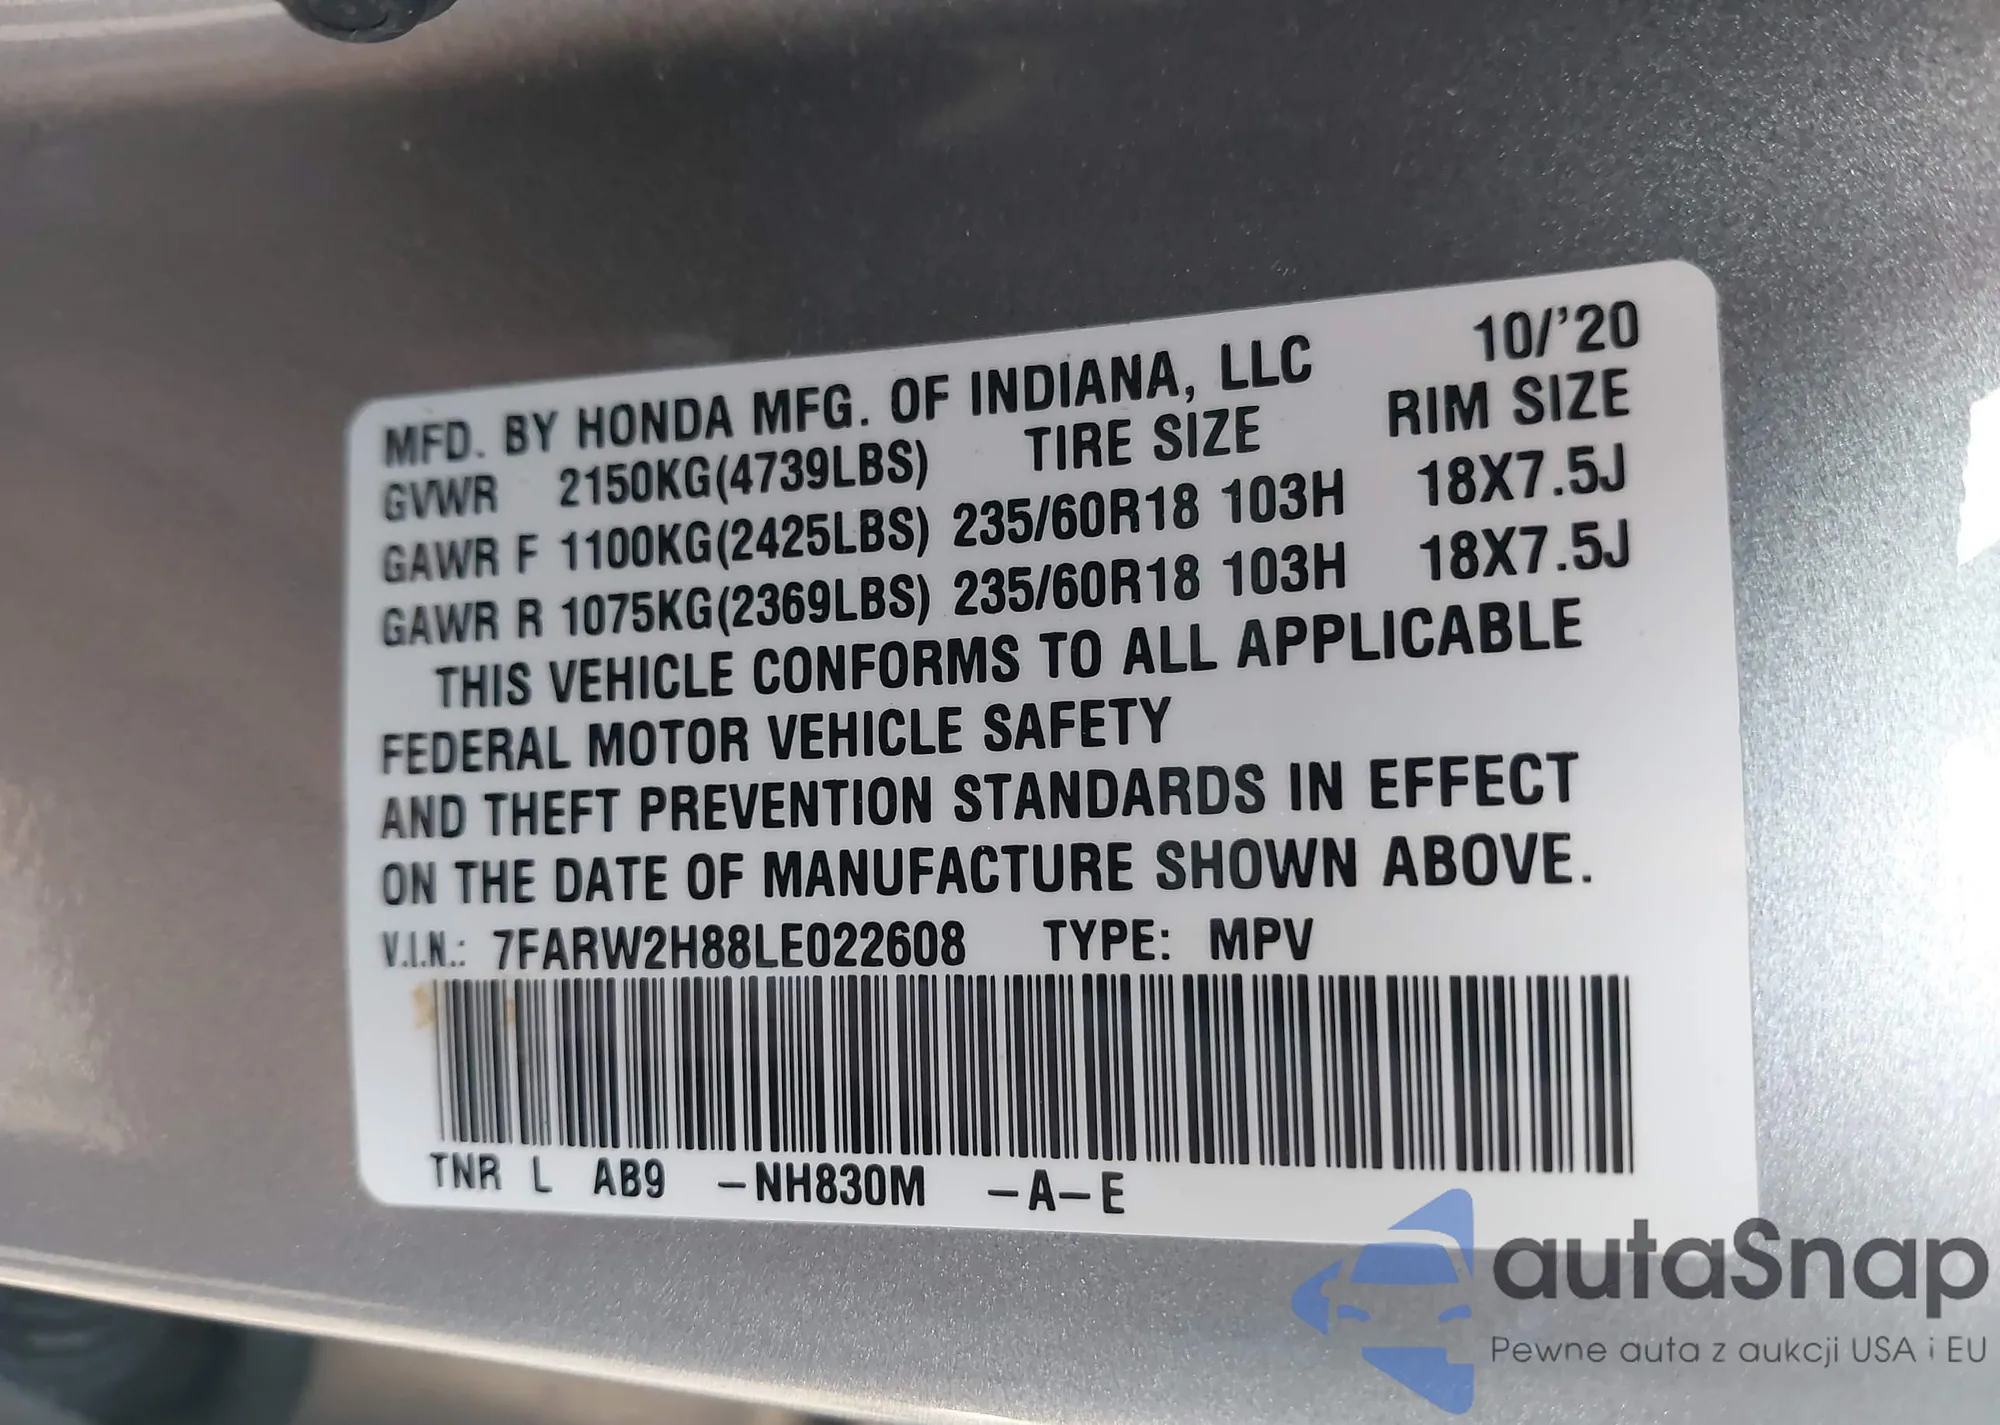 MFD. BY HONDA MFG. OF INDIANA, LLC 10/'20
GVWR 2150KG(4739LBS) TIRE SIZE RIM SIZE
GAWR F 1100KG(2425LBS) 235/60R18 103H 18X7.5J
GAWR R 1075KG(2369LBS) 235/60R18 103H 18X7.5J
THIS VEHICLE CONFORMS TO ALL APPLICABLE
FEDERAL MOTOR VEHICLE SAFETY
AND THEFT PREVENTION STANDARDS IN EFFECT
ON THE DATE OF MANUFACTURE SHOWN ABOVE.
V.I.N.: 7FARW2H88LE022608 TYPE: MPV
TNR L AB9 –NH830M –A–E
autaSnap
Pewne auta z aukcji USA i EU